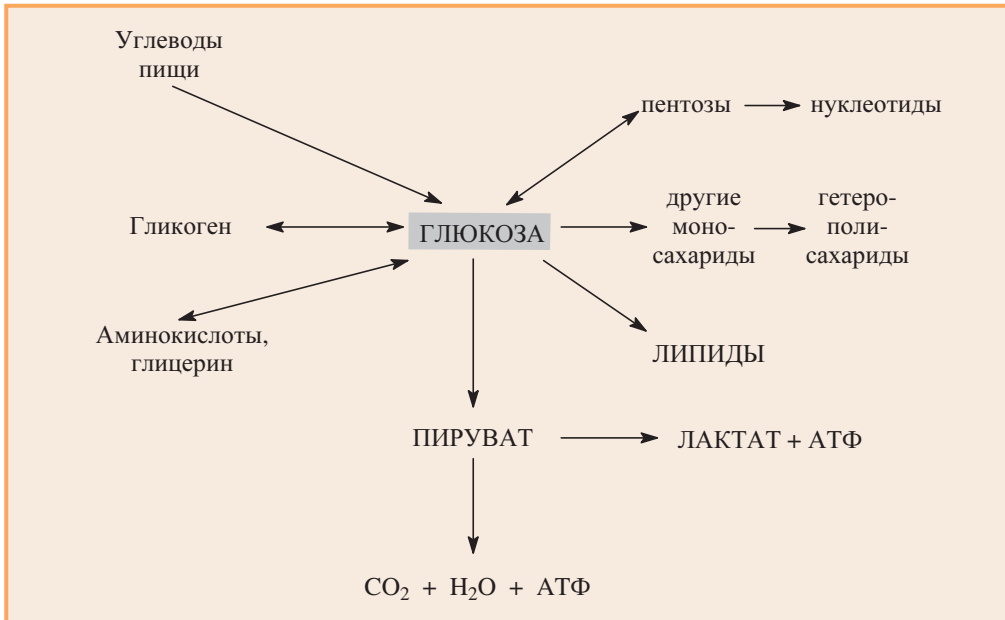 Углеводы
пищи
пентозы
нуклеотиды
Гликоген
ГЛЮКОЗА
другие
моно-
сахариды
гетеро-
поли-
сахариды
Аминокислоты,
глицерин
ЛИПИДЫ
ПИРУВАТ
ЛАКТАТ + АТФ
CO₂ + H₂O + АТФ